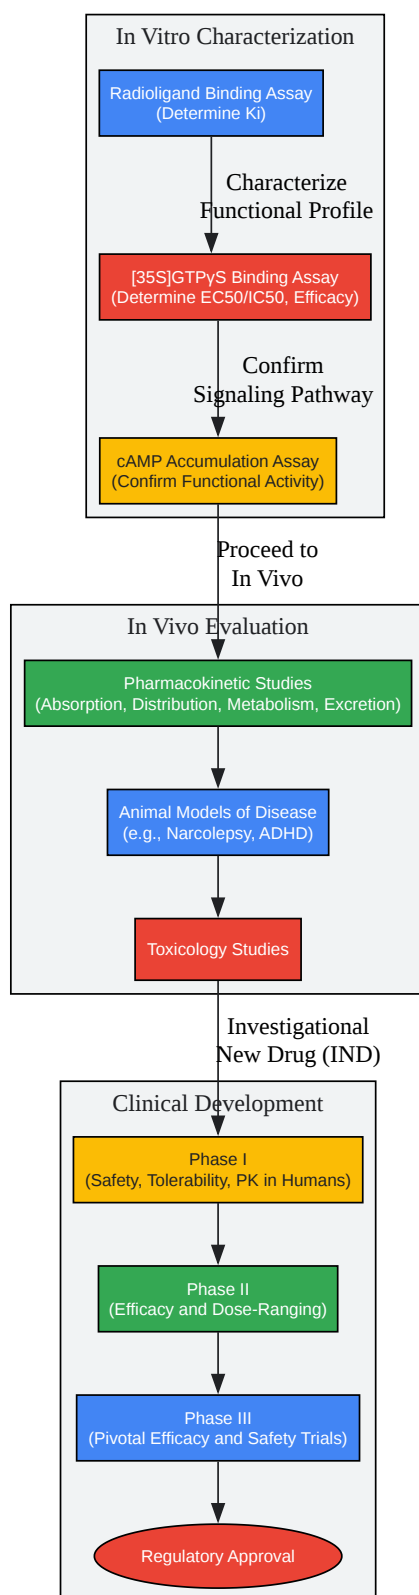 In Vitro Characterization
Radioligand Binding Assay
(Determine Ki)
Characterize
Functional Profile
[35S]GTPγS Binding Assay
(Determine EC50/IC50, Efficacy)
Confirm
Signaling Pathway
cAMP Accumulation Assay
(Confirm Functional Activity)
Proceed to
In Vivo
In Vivo Evaluation
Pharmacokinetic Studies
(Absorption, Distribution, Metabolism, Excretion)
Animal Models of Disease
(e.g., Narcolepsy, ADHD)
Toxicology Studies
Investigational
New Drug (IND)
Clinical Development
Phase I
(Safety, Tolerability, PK in Humans)
Phase II
(Efficacy and Dose-Ranging)
Phase III
(Pivotal Efficacy and Safety Trials)
Regulatory Approval